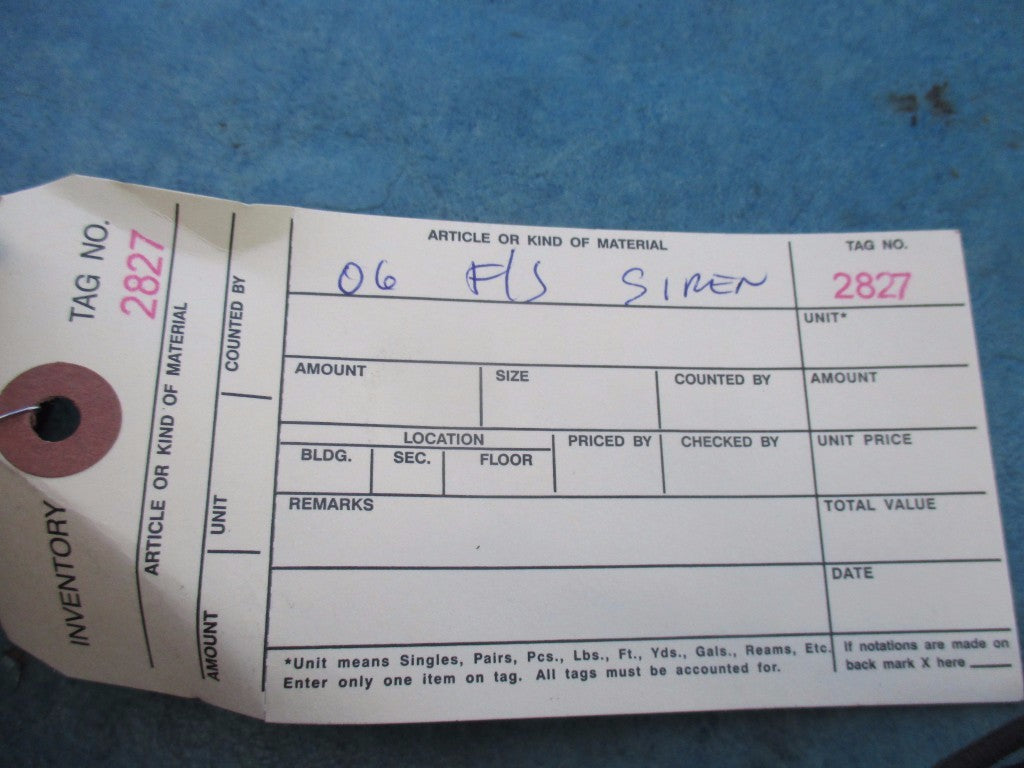 TAG NO.
2827
INVENTORY
ARTICLE OR KIND OF MATERIAL
COUNTED BY
UNIT
AMOUNT
ARTICLE OR KIND OF MATERIAL
06 F/S SIREN
TAG NO.
2827
UNIT*
AMOUNT
SIZE
COUNTED BY
AMOUNT
LOCATION
BLDG.
SEC.
FLOOR
PRICED BY
CHECKED BY
UNIT PRICE
REMARKS
TOTAL VALUE
DATE
*Unit means Singles, Pairs, Pcs., Lbs., Ft., Yds., Gals., Reams, Etc.
Enter only one item on tag. All tags must be accounted for.
If notations are made on
back mark X here